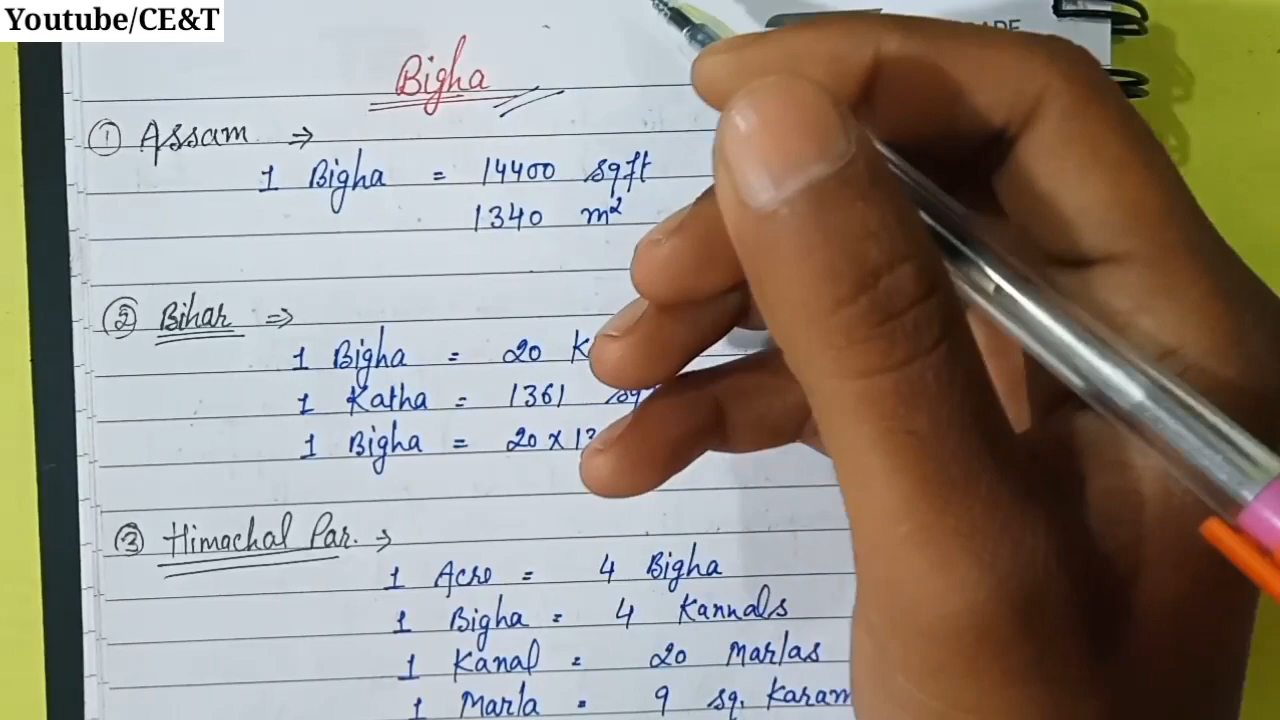 Youtube/CE&T
Bigha
① Assam →
1 Bigha = 14400 sqft
1340 m²
② Bihar ⇒
1 Bigha = 20 K
1 Katha = 1361 sq
1 Bigha = 20 x 13
③ Himachal Par. →
1 Acre = 4 Bigha
1 Bigha = 4 Kannals
1 Kanal = 20 Marlas
1 Marla = 9 sq. Karam